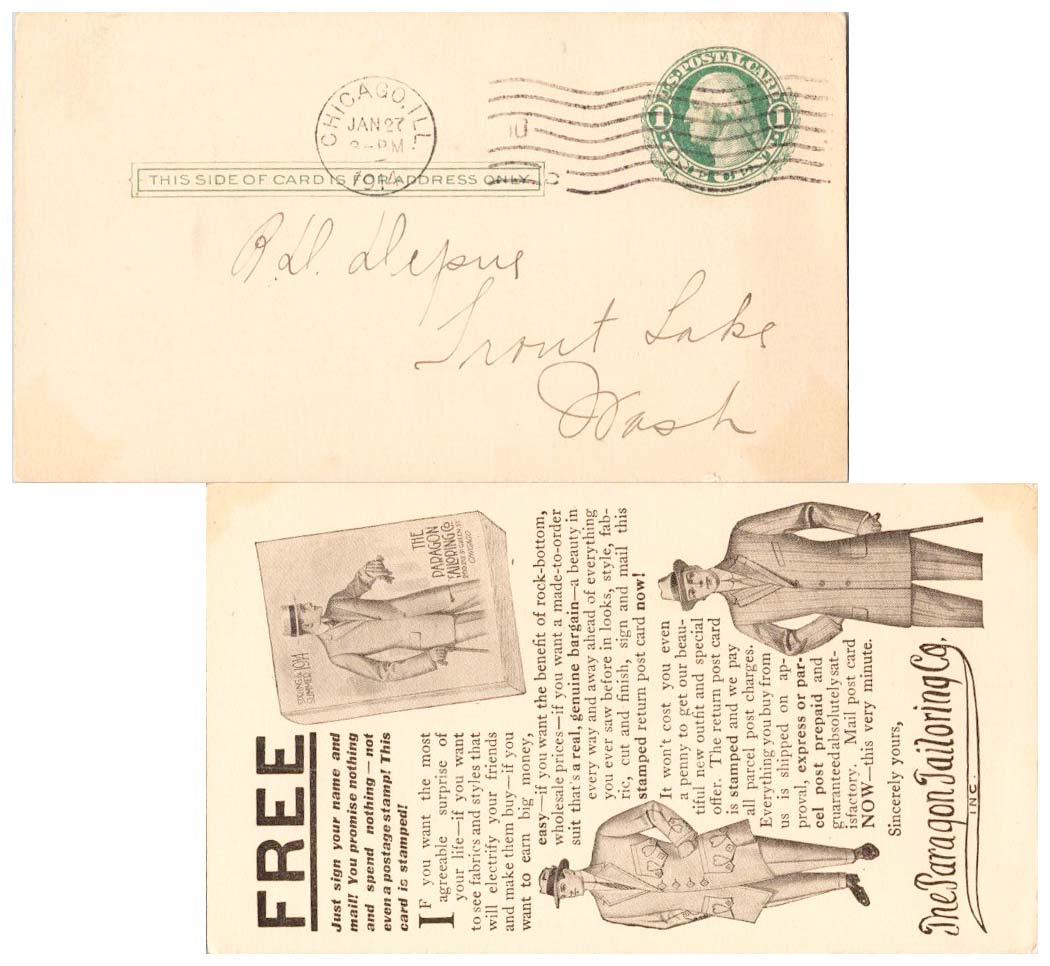 CHICAGO, ILL.
JAN 27
-PM
1914
U.S. POSTAL CARD
1 1
THIS SIDE OF CARD IS FOR ADDRESS ONLY.
R. D. Depue
Trout Lake
Wash
FREE
Just sign your name and
mail! You promise nothing
and spend nothing—not
even a postage stamp! This
card is stamped!
SPRING &
SUMMER 1914
THE
PARAGON
TAILORING CO.
CHICAGO
IF you want the most
agreeable surprise of
your life—if you want
to see fabrics and styles that
will electrify your friends
and make them buy—if you
want to earn big money,
easy—if you want the benefit of rock-bottom,
wholesale prices—if you want a made-to-order
suit that's a real, genuine bargain—a beauty in
every way and away ahead of everything
you ever saw before in looks, style, fab-
ric, cut and finish, sign and mail this
stamped return post card now!
It won't cost you even
a penny to get our beau-
tiful new outfit and special
offer. The return post card
is stamped and we pay
all parcel post charges.
Everything you buy from
us is shipped on ap-
proval, express or par-
cel post prepaid and
guaranteed absolutely sat-
isfactory. Mail post card
NOW—this very minute.
Sincerely yours,
The Paragon Tailoring Co.
INC.